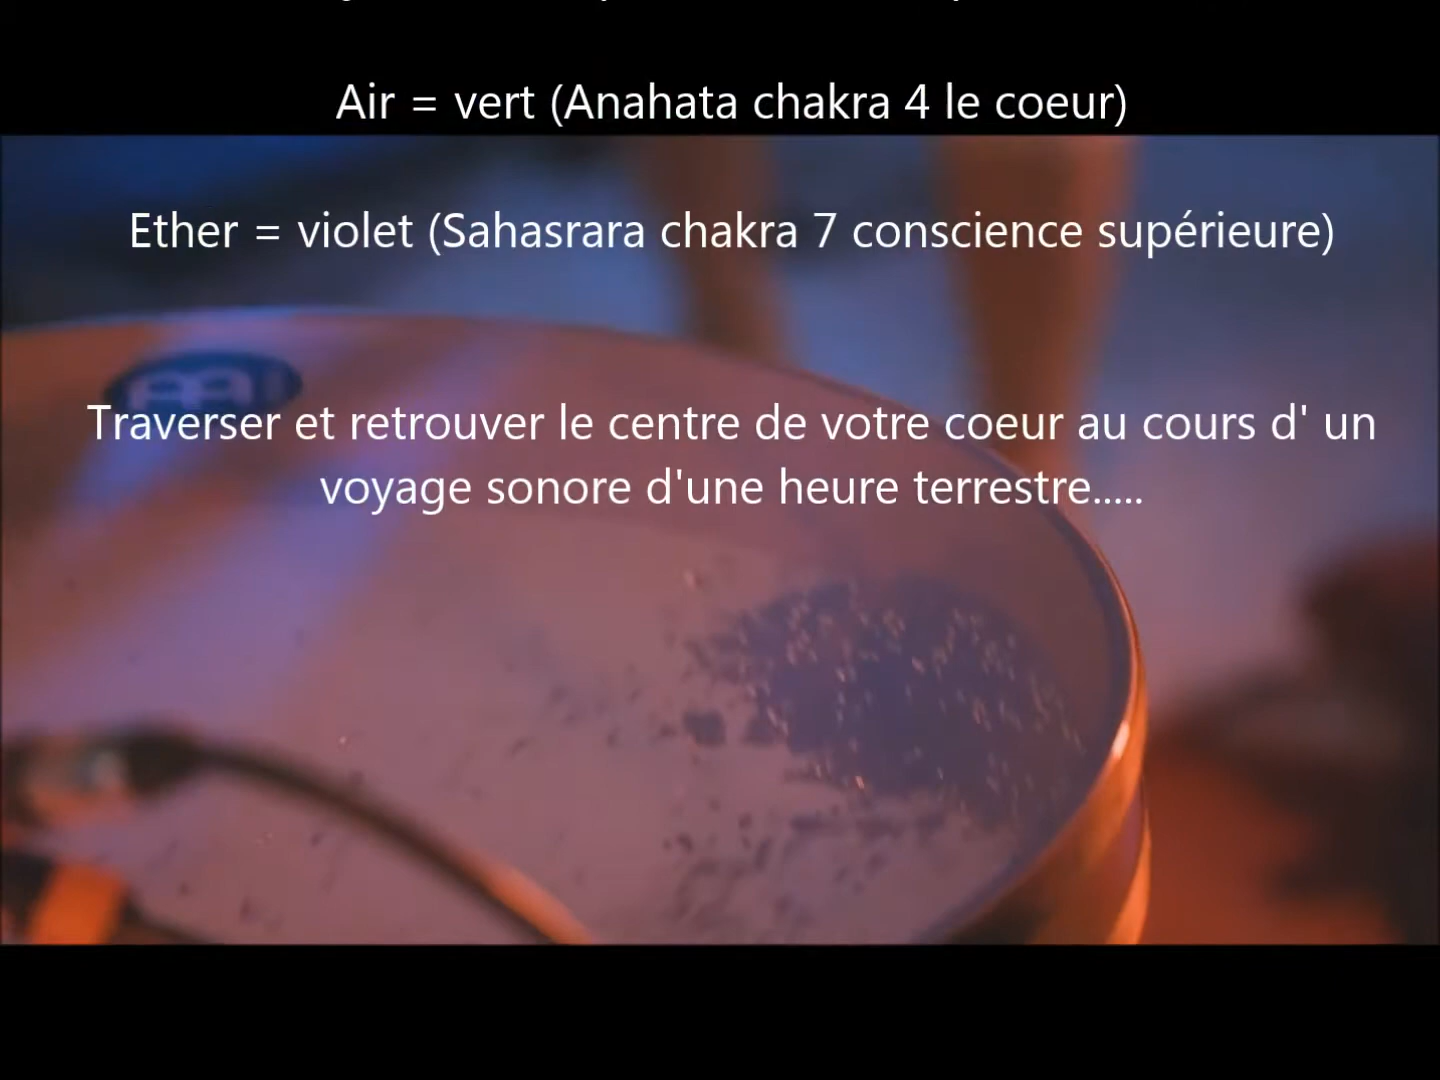 Air = vert (Anahata chakra 4 le coeur)
Ether = violet (Sahasrara chakra 7 conscience supérieure)
Traverser et retrouver le centre de votre coeur au cours d' un
voyage sonore d'une heure terrestre.....